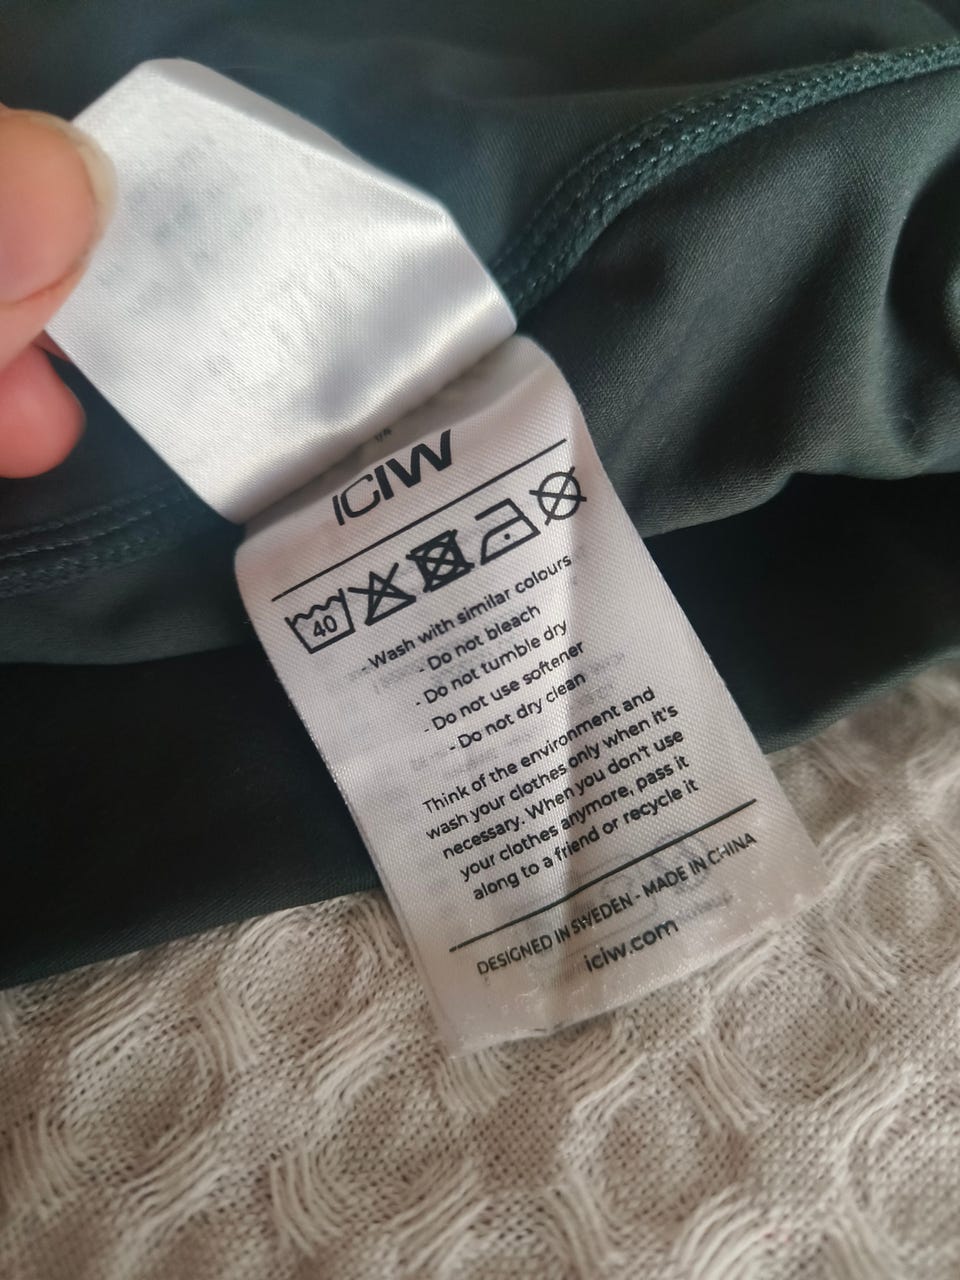 ICIW
40
- Wash with similar colours
- Do not bleach
- Do not tumble dry
- Do not use softener
- Do not dry clean
Think of the environment and
wash your clothes only when it's
necessary. When you don't use
your clothes anymore, pass it
along to a friend or recycle it
DESIGNED IN SWEDEN - MADE IN CHINA
iciw.com